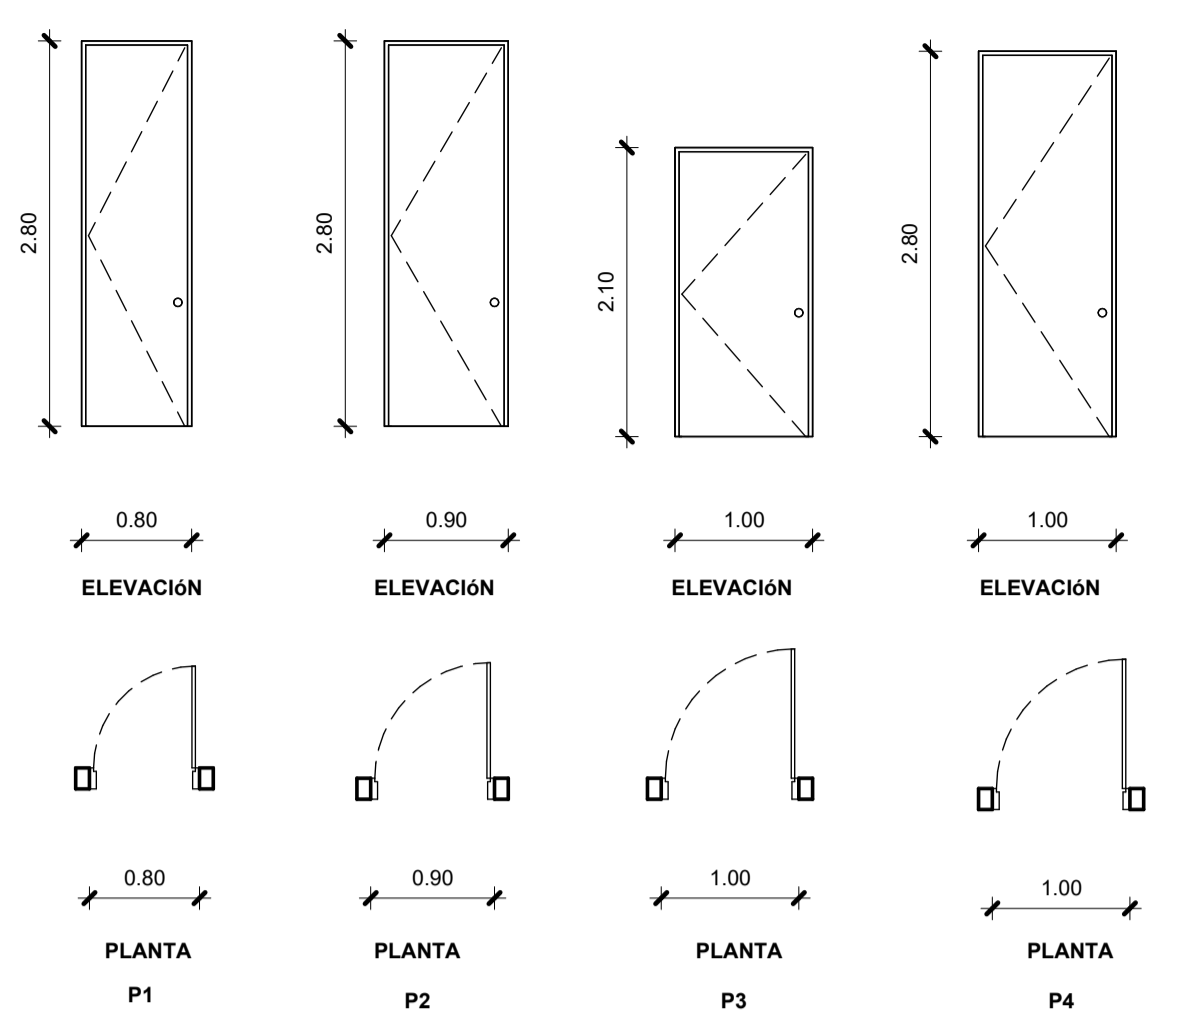 2.80
2.80
2.10
2.80
0.80
0.90
1.00
1.00
ELEVACIóN
ELEVACIóN
ELEVACIóN
ELEVACIóN
0.80
0.90
1.00
1.00
PLANTA
PLANTA
PLANTA
PLANTA
P1
P2
P3
P4